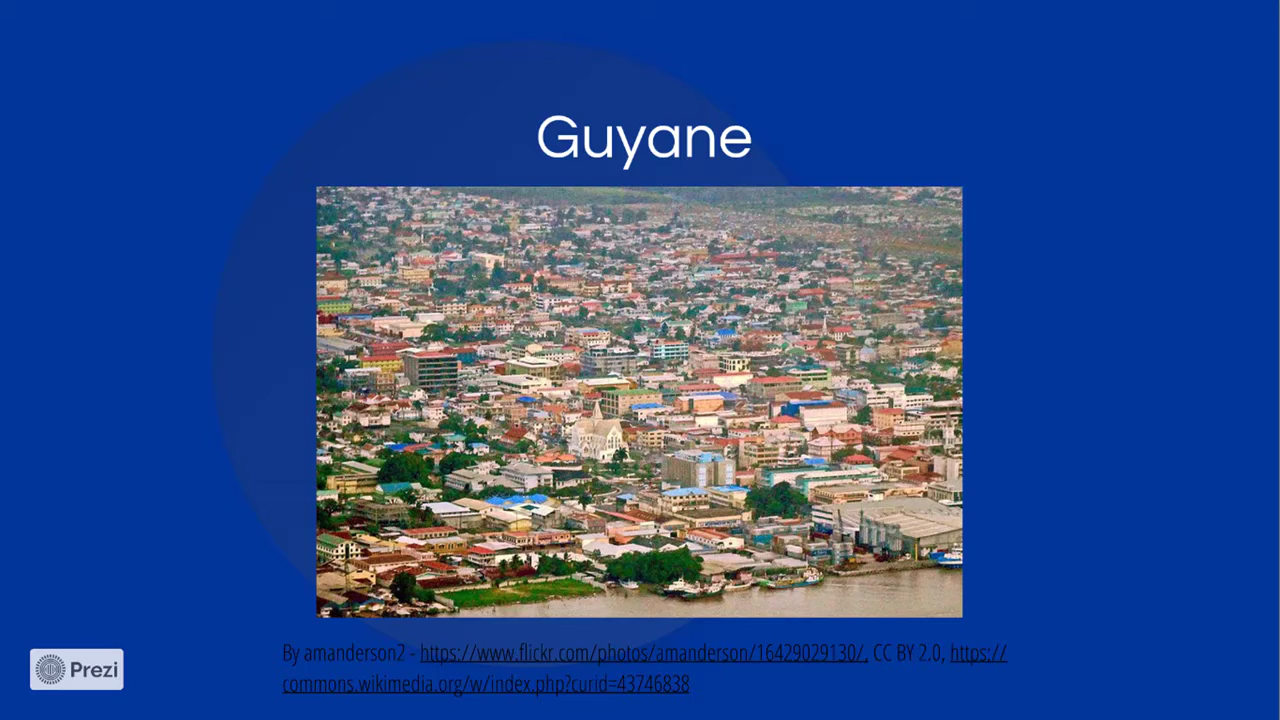 Guyane
By amanderson2 - https://www.flickr.com/photos/amanderson/16429029130/, CC BY 2.0, https://
commons.wikimedia.org/w/index.php?curid=43746838
Prezi